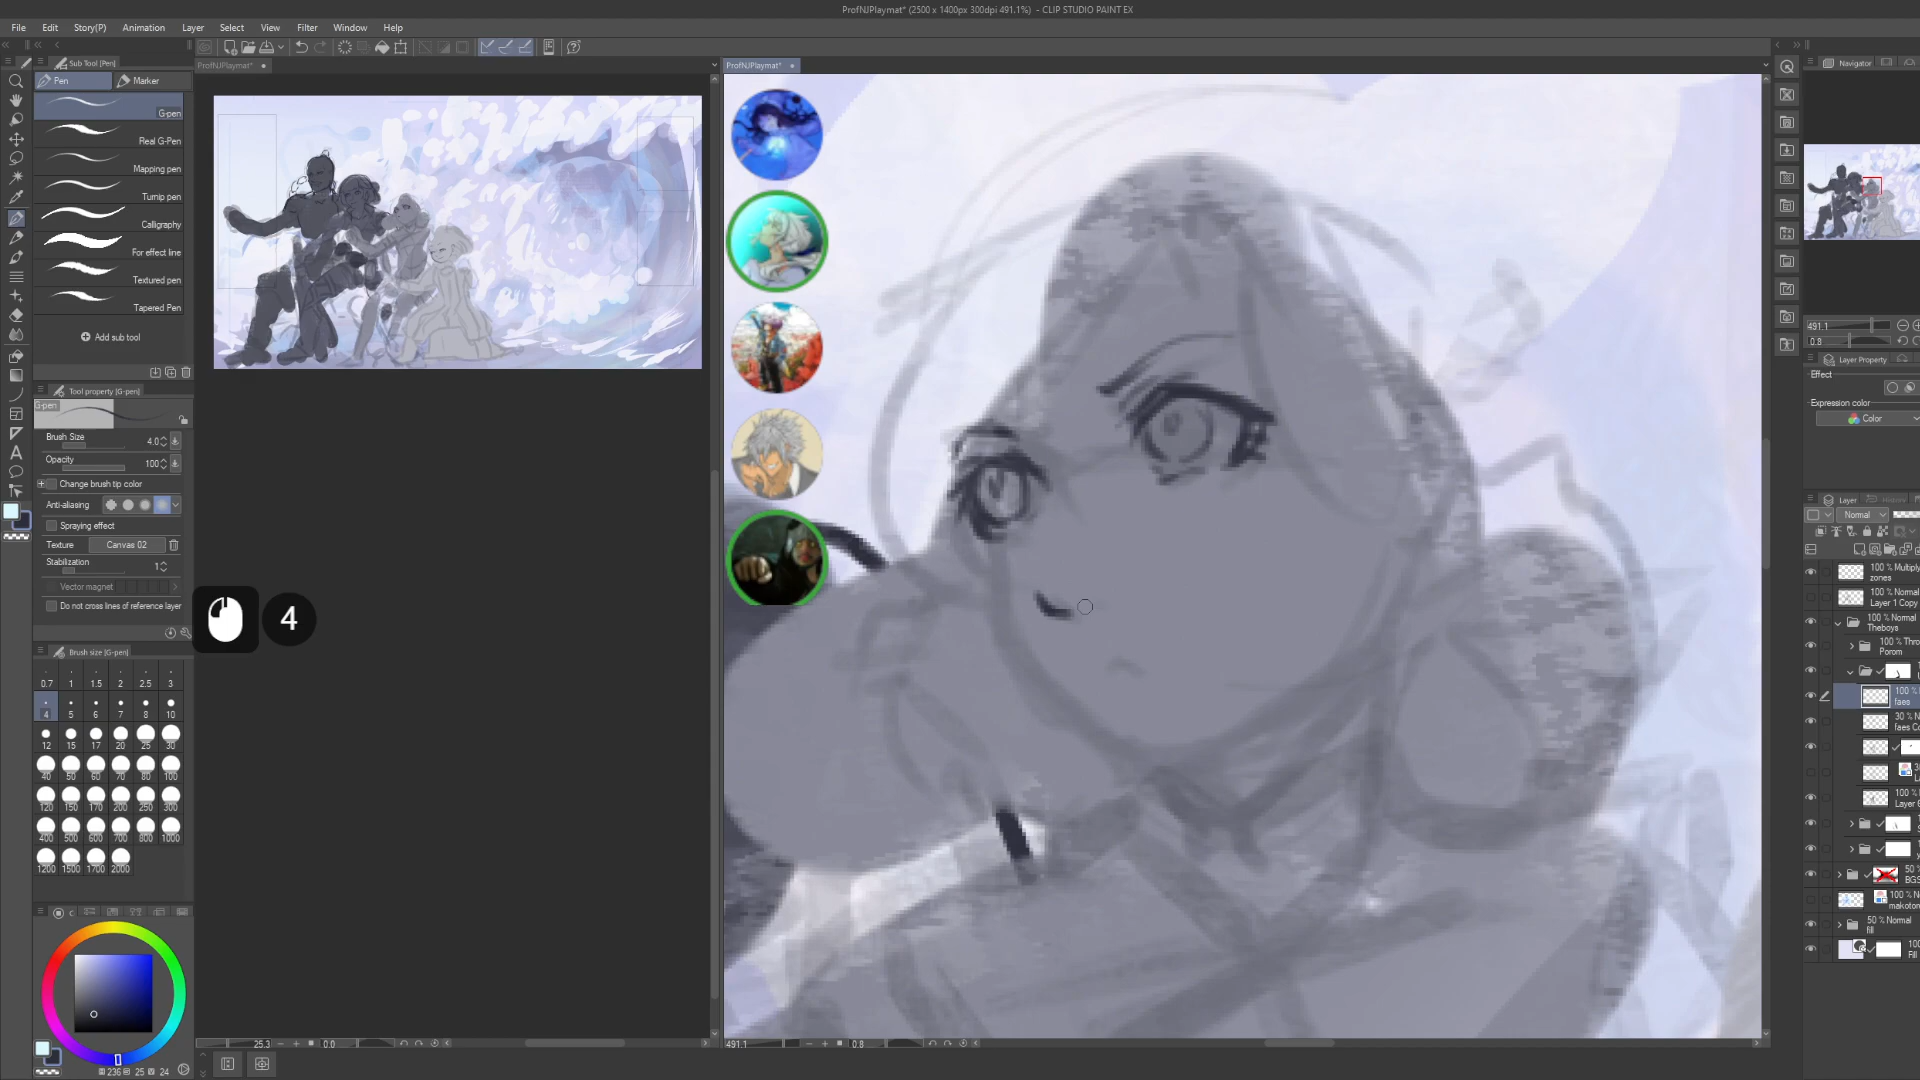 ProfNJPlaymat* (2500 x 1400px 300dpi 491.1%) - CLIP STUDIO PAINT EX
File Edit Story(P) Animation Layer Select View Filter Window Help
Sub Tool [Pen]
Pen Marker
G-pen
Real G-Pen
Mapping pen
Turnip pen
Calligraphy
For effect line
Textured pen
Tapered Pen
Add sub tool
Tool property [G-pen]
G-pen
Brush Size 4.0
Opacity 100
Change brush tip color
Anti-aliasing
Spraying effect
Texture Canvas 02
Stabilization 1
Vector magnet
Do not cross lines of reference layer
Brush size [G-pen]
0.7 1 1.5 2 2.5 3
4 5 6 7 8 10
12 15 17 20 25 30
40 50 60 70 80 100
120 150 170 200 250 300
400 500 600 700 800 1000
1200 1500 1700 2000
236 25 24
ProfNJPlaymat*
25.3 0.0
4
ProfNJPlaymat*
491.1 0.8
Navigator
491.1
0.8
Layer Property
Effect
Expression color
Color
Layer History
Normal
100 % Multiply
zones
100 % Normal
Layer 1 Copy
100 % Normal
Theboys
100 % Thro
Porom
100 %
faes
30 % N
faes Co
100 %
Layer 6
50 %
BGS
100 % N
makotore
50 % Normal
fill
100
Fill